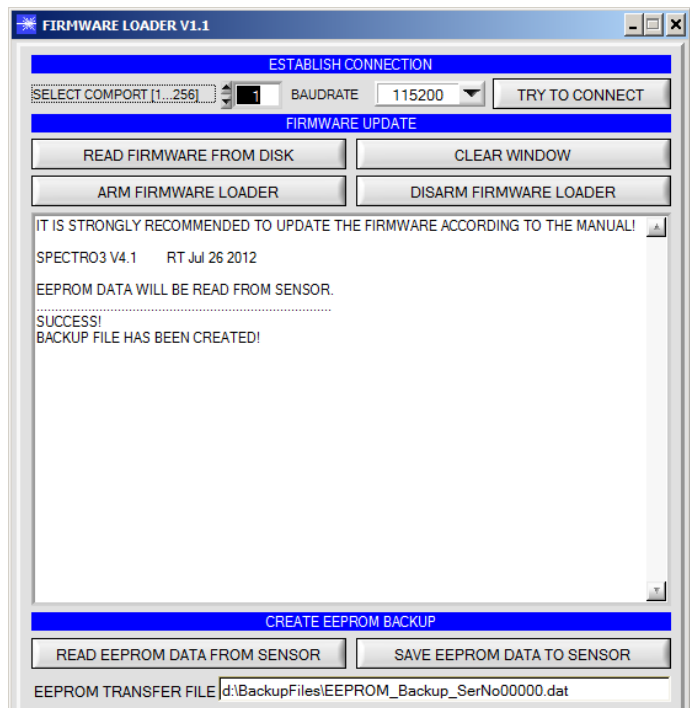 FIRMWARE LOADER V1.1
ESTABLISH CONNECTION
SELECT COMPORT [1...256] 1 BAUDRATE 115200 TRY TO CONNECT
FIRMWARE UPDATE
READ FIRMWARE FROM DISK CLEAR WINDOW
ARM FIRMWARE LOADER DISARM FIRMWARE LOADER
IT IS STRONGLY RECOMMENDED TO UPDATE THE FIRMWARE ACCORDING TO THE MANUAL!
SPECTRO3 V4.1 RT Jul 26 2012
EEPROM DATA WILL BE READ FROM SENSOR.
..........................................................................
SUCCESS!
BACKUP FILE HAS BEEN CREATED!
CREATE EEPROM BACKUP
READ EEPROM DATA FROM SENSOR SAVE EEPROM DATA TO SENSOR
EEPROM TRANSFER FILE d:\BackupFiles\EEPROM_Backup_SerNo00000.dat